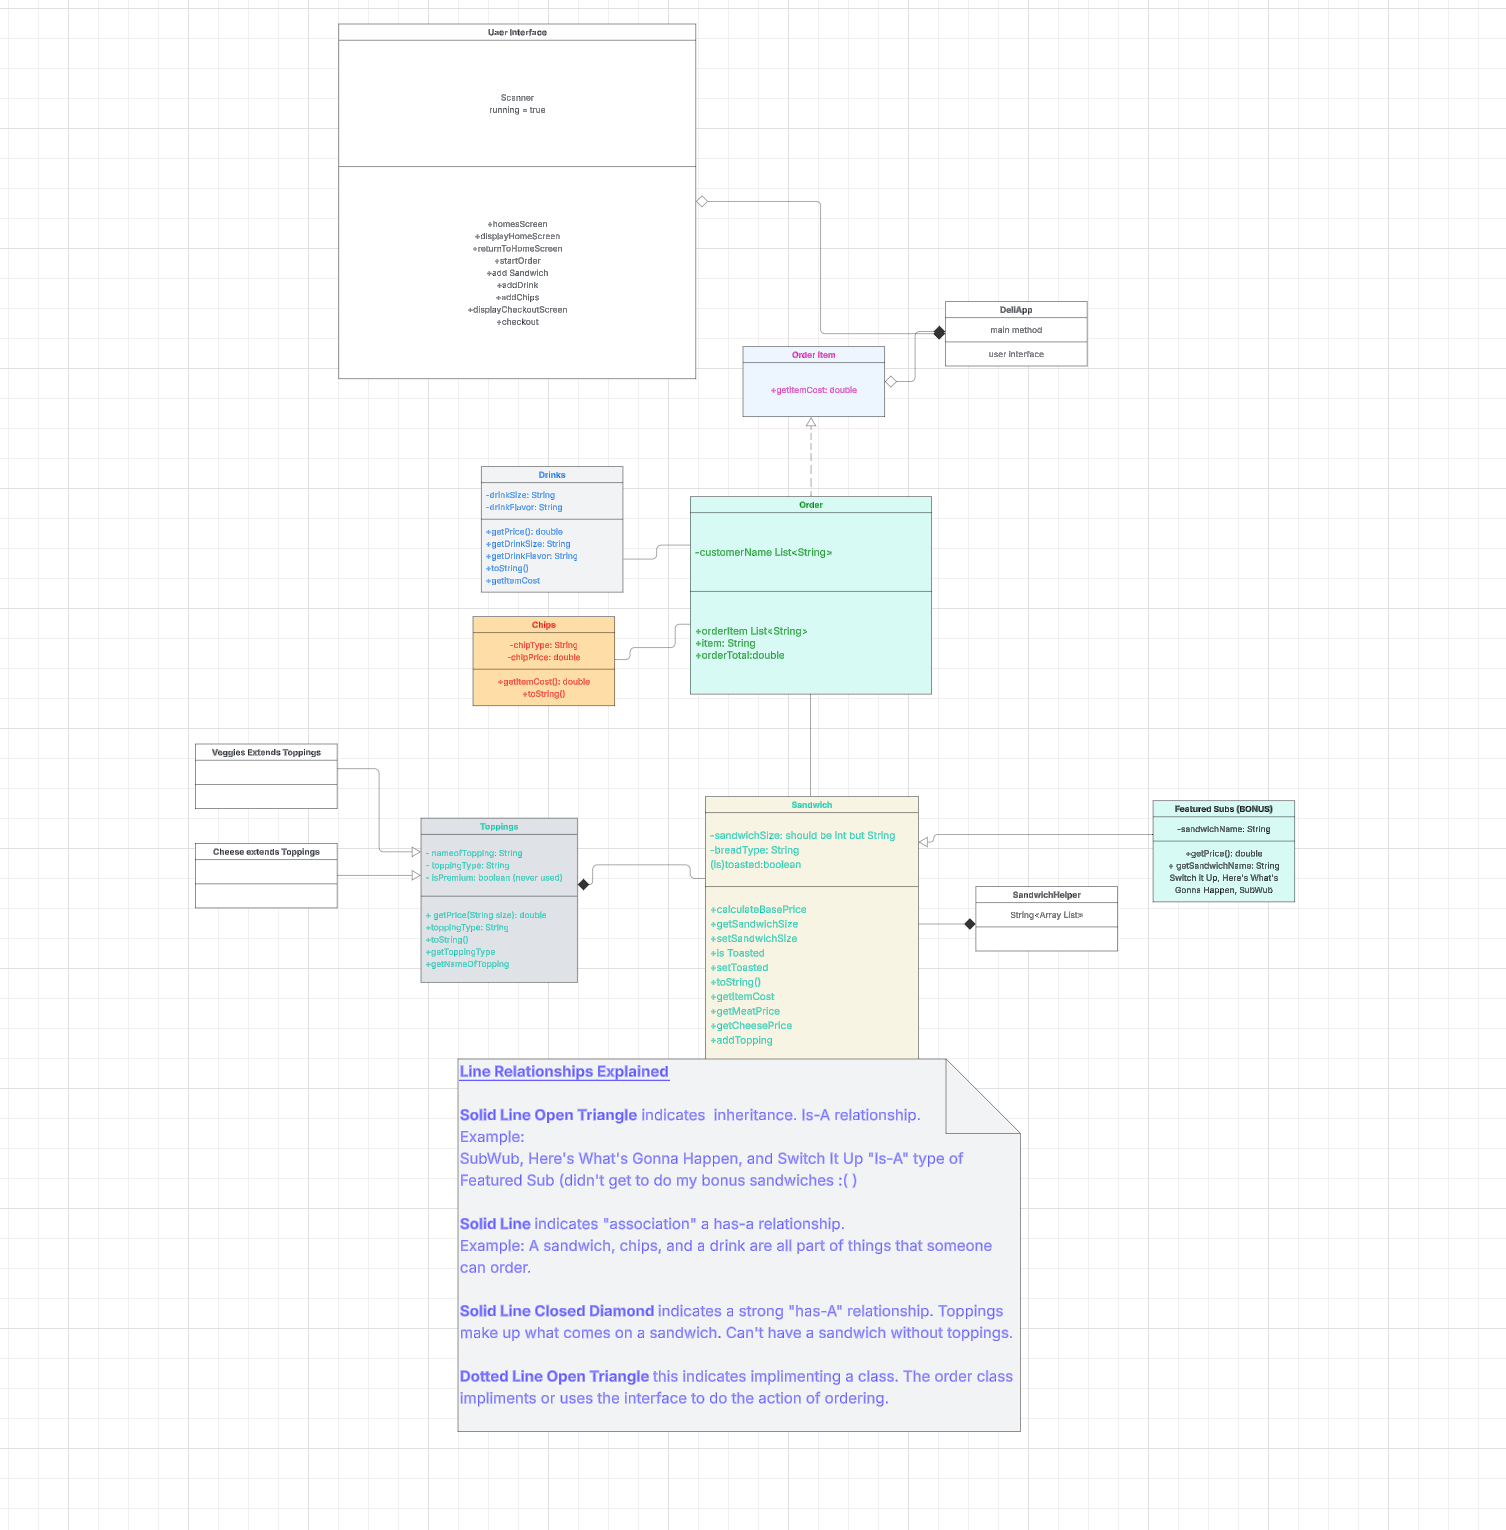 User Interface
Scanner
running = true
+homesScreen
+displayHomeScreen
+returnToHomeScreen
+startOrder
+add Sandwich
+addDrink
+addChips
+displayCheckoutScreen
+checkout
DeliApp
main method
user interface
Order Item
+getItemCost: double
Drinks
-drinkSize: String
-drinkFlavor: String
+getPrice(): double
+getDrinkSize: String
+getDrinkFlavor: String
+toString()
+getItemCost
Order
-customerName List<String>
+orderItem List<String>
+item: String
+orderTotal:double
Chips
-chipType: String
-chipPrice: double
+getItemCost(): double
+toString()
Veggies Extends Toppings
Cheese extends Toppings
Toppings
- nameofTopping: String
- toppingType: String
- isPremium: boolean (never used)
+ getPrice(String size): double
+toppingType: String
+toString()
+getToppingType
+getNameOfTopping
Sandwich
-sandwichSize: should be int but String
-breadType: String
(is)toasted:boolean
+calculateBasePrice
+getSandwichSize
+setSandwichSize
+is Toasted
+setToasted
+toString()
+getItemCost
+getMeatPrice
+getCheesePrice
+addTopping
Featured Subs (BONUS)
-sandwichName: String
+getPrice(): double
+ getSandwichName: String
Switch It Up, Here's What's
Gonna Happen, SubWub
SandwichHelper
String<Array List>
Line Relationships Explained
Solid Line Open Triangle indicates  inheritance. Is-A relationship.
Example:
SubWub, Here's What's Gonna Happen, and Switch It Up "Is-A" type of
Featured Sub (didn't get to do my bonus sandwiches :( )
Solid Line indicates "association" a has-a relationship.
Example: A sandwich, chips, and a drink are all part of things that someone
can order.
Solid Line Closed Diamond indicates a strong "has-A" relationship. Toppings
make up what comes on a sandwich. Can't have a sandwich without toppings.
Dotted Line Open Triangle this indicates implimenting a class. The order class
impliments or uses the interface to do the action of ordering.